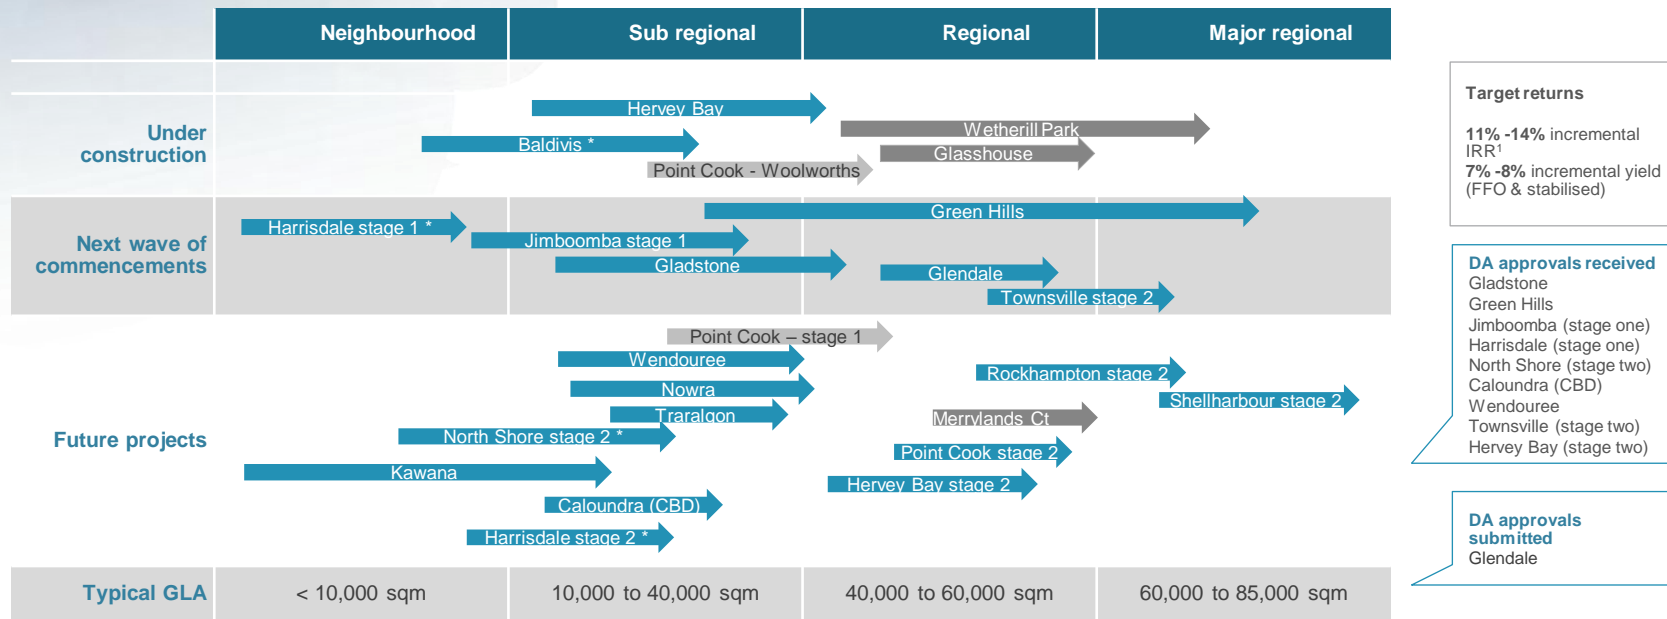 Neighbourhood
Sub regional
Regional
Major regional
Under
construction
Hervey Bay
Wetherill Park
Baldivis *
Glasshouse
Point Cook - Woolworths
Next wave of
commencements
Green Hills
Harrisdale stage 1 *
Jimboomba stage 1
Gladstone
Glendale
Townsville stage 2
Future projects
Point Cook – stage 1
Wendouree
Rockhampton stage 2
Nowra
Shellharbour stage 2
Traralgon
Merrylands Ct
North Shore stage 2 *
Point Cook stage 2
Kawana
Hervey Bay stage 2
Caloundra (CBD)
Harrisdale stage 2 *
Typical GLA
< 10,000 sqm
10,000 to 40,000 sqm
40,000 to 60,000 sqm
60,000 to 85,000 sqm
Target returns
11% -14% incremental
IRR¹
7% -8% incremental yield
(FFO & stabilised)
DA approvals received
Gladstone
Green Hills
Jimboomba (stage one)
Harrisdale (stage one)
North Shore (stage two)
Caloundra (CBD)
Wendouree
Townsville (stage two)
Hervey Bay (stage two)
DA approvals
submitted
Glendale